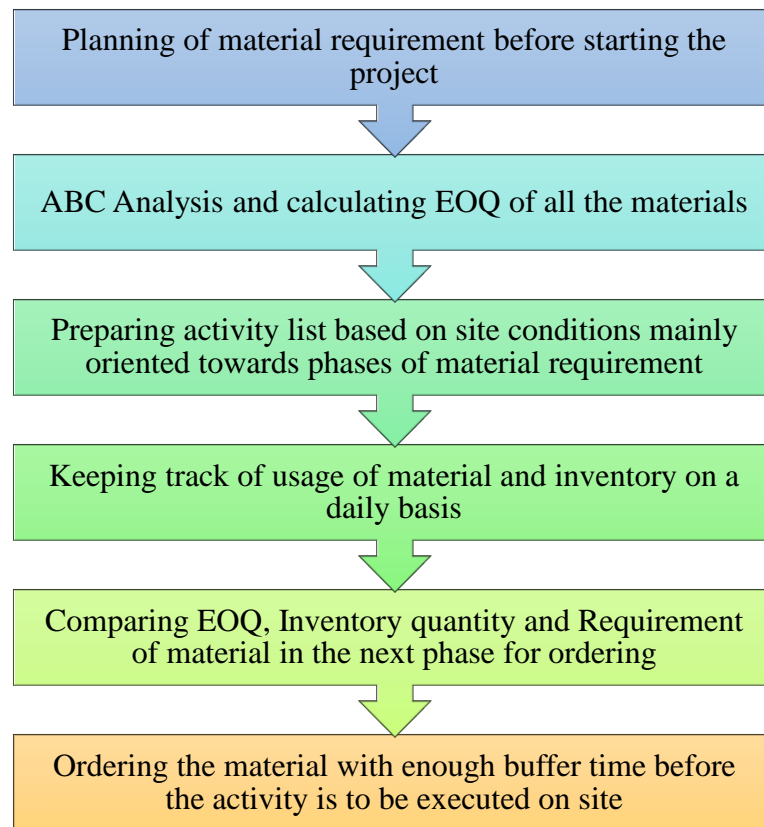 Planning of material requirement before starting the
project
ABC Analysis and calculating EOQ of all the materials
Preparing activity list based on site conditions mainly
oriented towards phases of material requirement
Keeping track of usage of material and inventory on a
daily basis
Comparing EOQ, Inventory quantity and Requirement
of material in the next phase for ordering
Ordering the material with enough buffer time before
the activity is to be executed on site